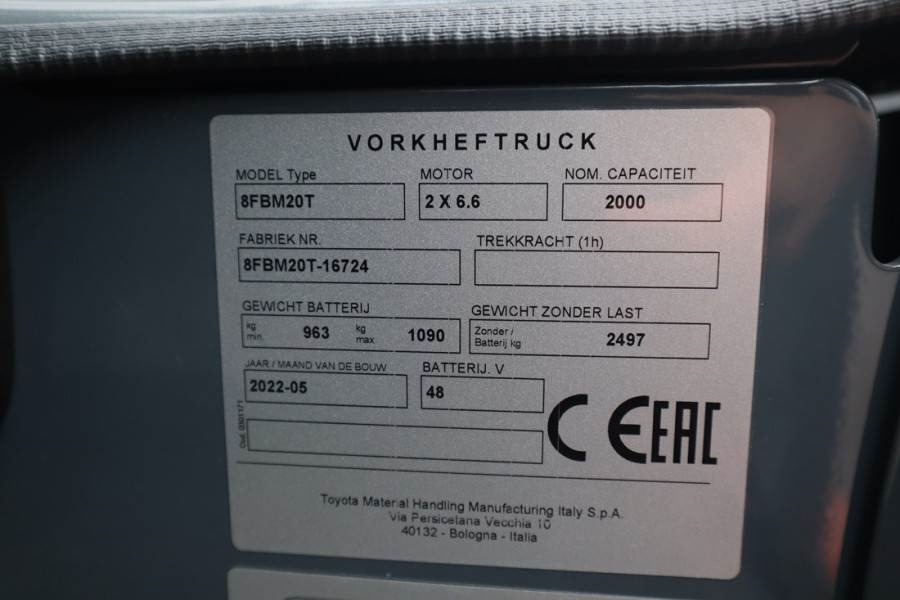 VORKHEFTRUCK
MODEL Type MOTOR NOM. CAPACITEIT
8FBM20T 2 X 6.6 2000
FABRIEK NR. TREKKRACHT (1h)
8FBM20T-16724
GEWICHT BATTERIJ GEWICHT ZONDER LAST
kg min. 963 kg max. 1090 Zonder / Batterij kg 2497
JAAR / MAAND VAN DE BOUW BATTERIJ. V
2022-05 48
CE EAC
Toyota Material Handling Manufacturing Italy S.p.A.
Via Persicetana Vecchia 10
40132 - Bologna - Italia